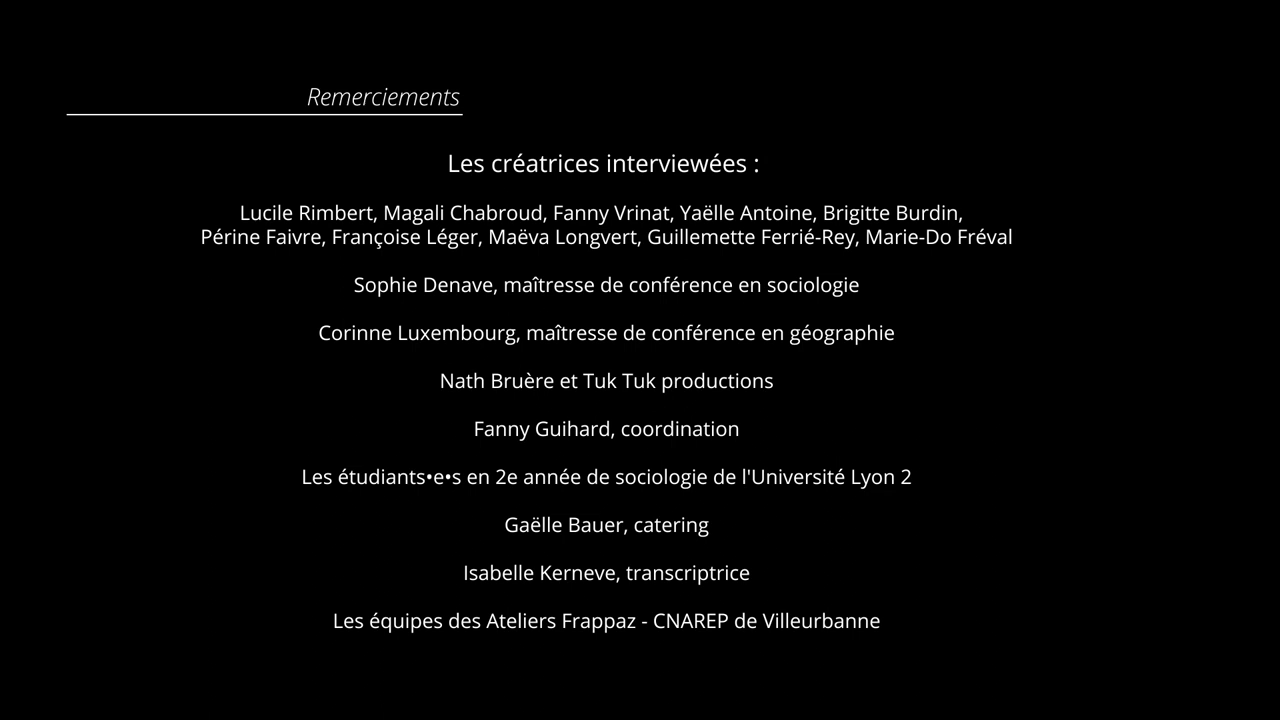 Remerciements
Les créatrices interviewées :
Lucile Rimbert, Magali Chabroud, Fanny Vrinat, Yaëlle Antoine, Brigitte Burdin,
Périne Faivre, Françoise Léger, Maëva Longvert, Guillemette Ferrié-Rey, Marie-Do Fréval
Sophie Denave, maîtresse de conférence en sociologie
Corinne Luxembourg, maîtresse de conférence en géographie
Nath Bruère et Tuk Tuk productions
Fanny Guihard, coordination
Les étudiants•e•s en 2e année de sociologie de l'Université Lyon 2
Gaëlle Bauer, catering
Isabelle Kerneve, transcriptrice
Les équipes des Ateliers Frappaz - CNAREP de Villeurbanne